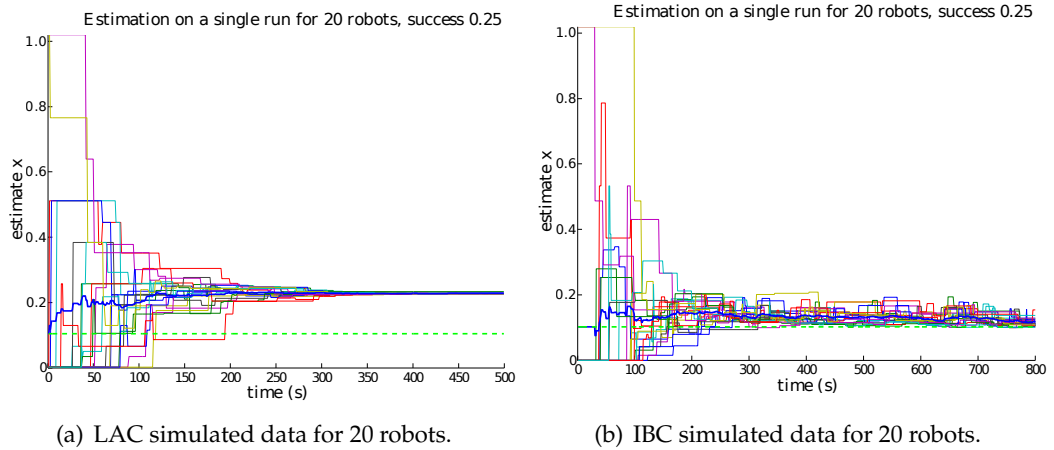 Estimation on a single run for 20 robots, success 0.25
1.0
0.8
0.6
0.4
0.2
0
estimate x
0 50 100 150 200 250 300 350 400 450 500
time (s)
(a) LAC simulated data for 20 robots.
Estimation on a single run for 20 robots, success 0.25
1.0
0.8
0.6
0.4
0.2
0
estimate x
0 100 200 300 400 500 600 700 800
time (s)
(b) IBC simulated data for 20 robots.